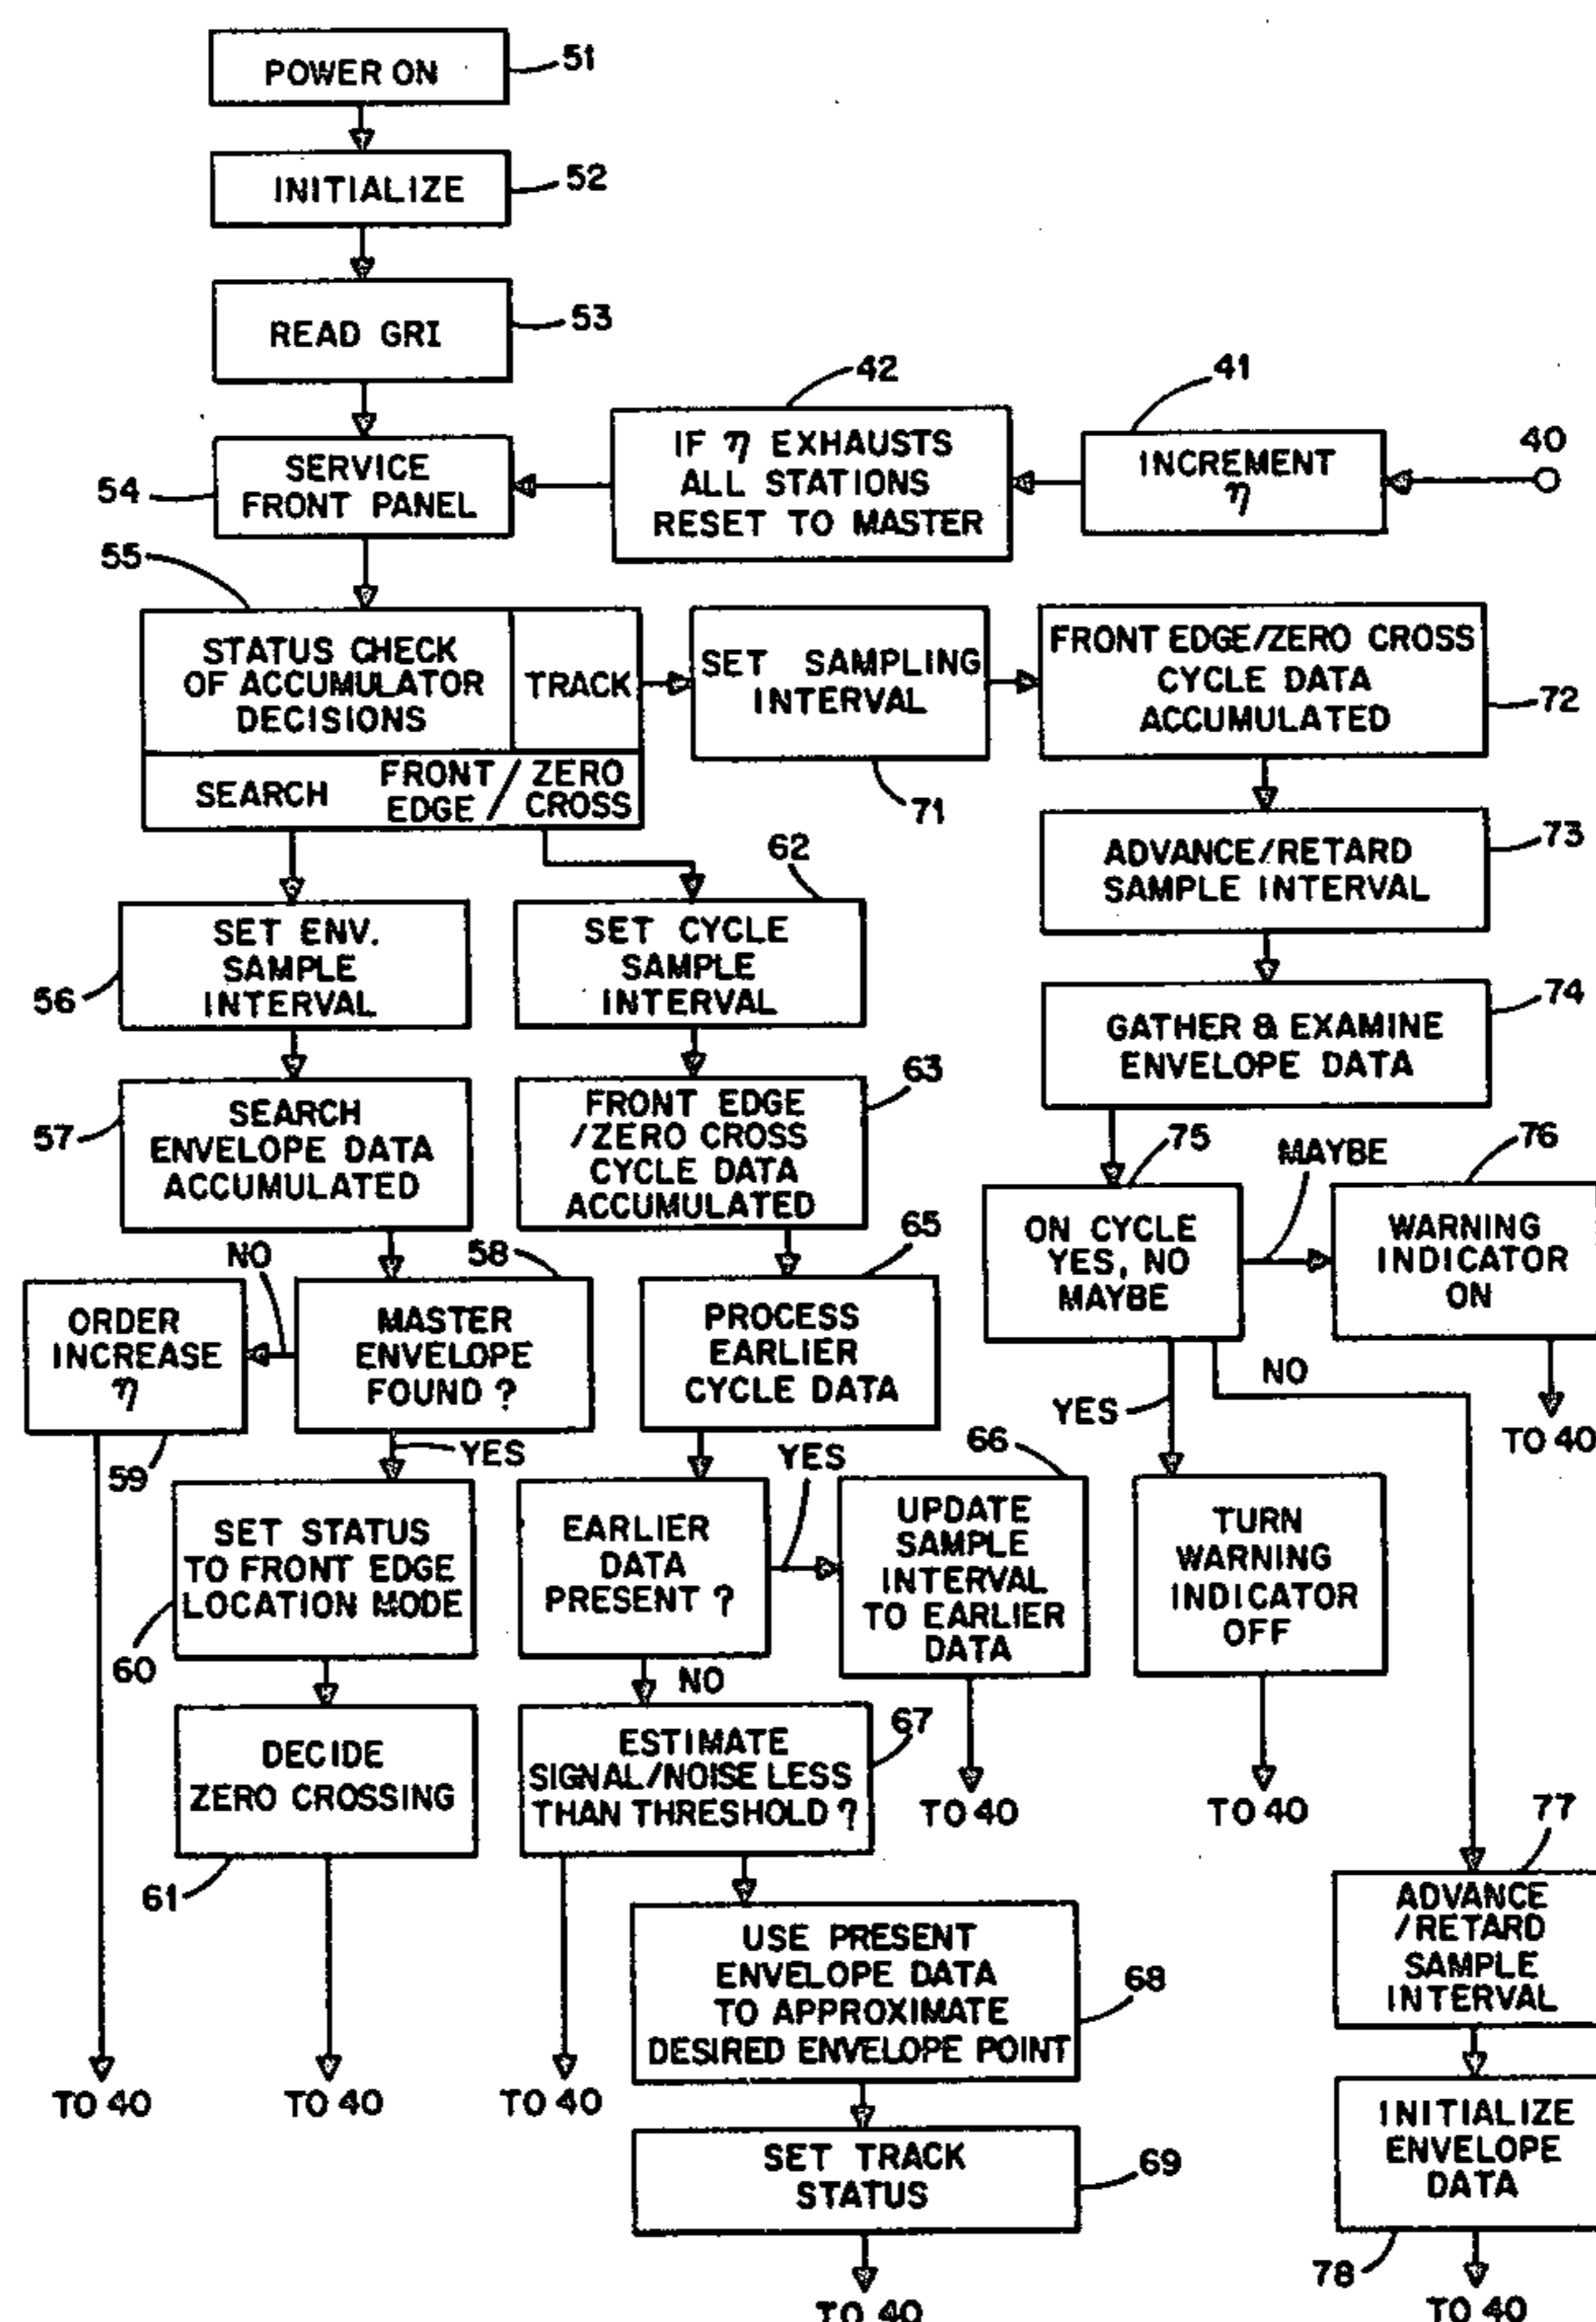 POWER ON
51
INITIALIZE
52
READ GRI
53
SERVICE
FRONT PANEL
54
IF η EXHAUSTS
ALL STATIONS
RESET TO MASTER
42
INCREMENT
η
41
40
55
STATUS CHECK
OF ACCUMULATOR
DECISIONS
TRACK
SEARCH
FRONT / ZERO
EDGE / CROSS
SET SAMPLING
INTERVAL
71
FRONT EDGE/ZERO CROSS
CYCLE DATA
ACCUMULATED
72
ADVANCE/RETARD
SAMPLE INTERVAL
73
GATHER & EXAMINE
ENVELOPE DATA
74
SET ENV.
SAMPLE
INTERVAL
56
SET CYCLE
SAMPLE
INTERVAL
62
SEARCH
ENVELOPE DATA
ACCUMULATED
57
FRONT EDGE
/ZERO CROSS
CYCLE DATA
ACCUMULATED
63
ON CYCLE
YES, NO
MAYBE
75
MAYBE
WARNING
INDICATOR
ON
76
TO 40
NO
ORDER
INCREASE
η
59
MASTER
ENVELOPE
FOUND ?
58
YES
PROCESS
EARLIER
CYCLE DATA
65
YES
NO
SET STATUS
TO FRONT EDGE
LOCATION MODE
60
EARLIER
DATA
PRESENT ?
YES
NO
UPDATE
SAMPLE
INTERVAL
TO EARLIER
DATA
66
TO 40
TURN
WARNING
INDICATOR
OFF
TO 40
DECIDE
ZERO CROSSING
61
ESTIMATE
SIGNAL/NOISE LESS
THAN THRESHOLD ?
67
ADVANCE
/RETARD
SAMPLE
INTERVAL
77
USE PRESENT
ENVELOPE DATA
TO APPROXIMATE
DESIRED ENVELOPE POINT
68
TO 40
TO 40
TO 40
SET TRACK
STATUS
69
TO 40
INITIALIZE
ENVELOPE
DATA
78
TO 40